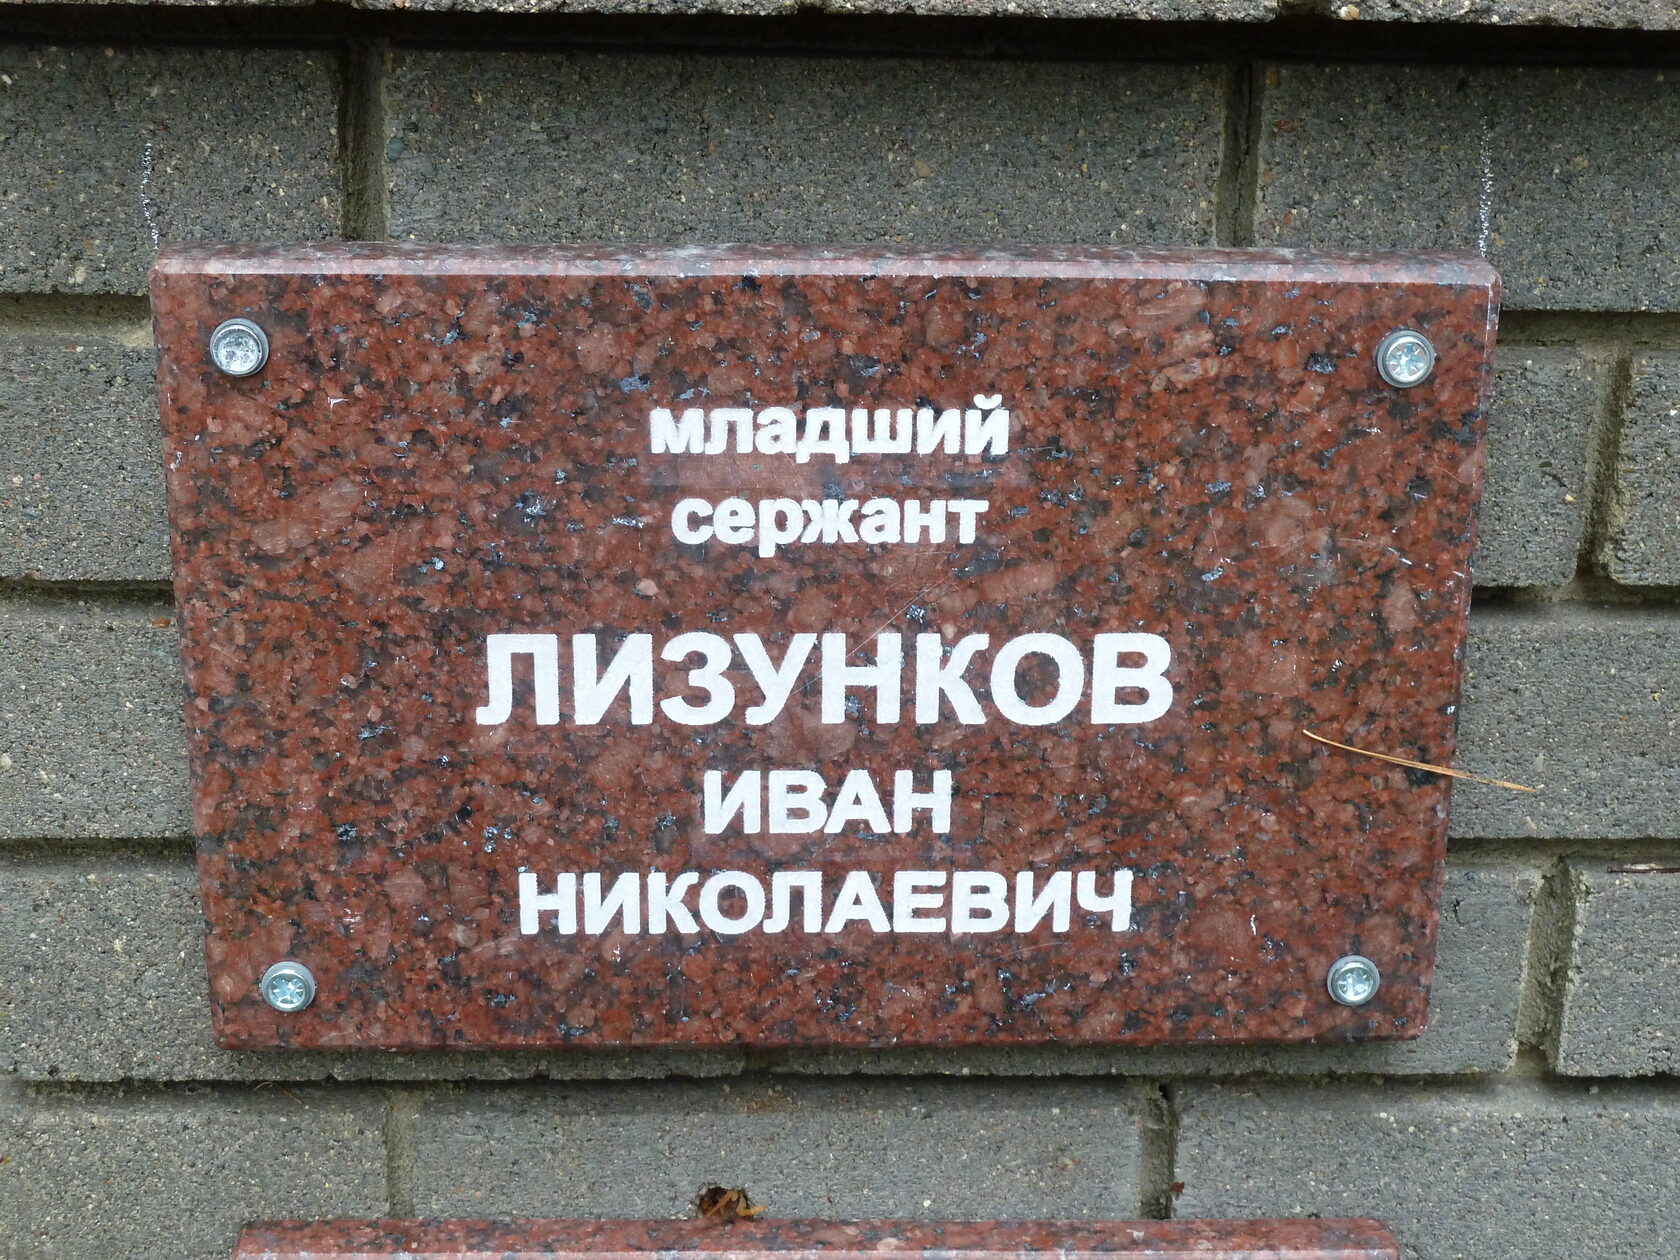 младший
сержант
ЛИЗУНКОВ
ИВАН
НИКОЛАЕВИЧ